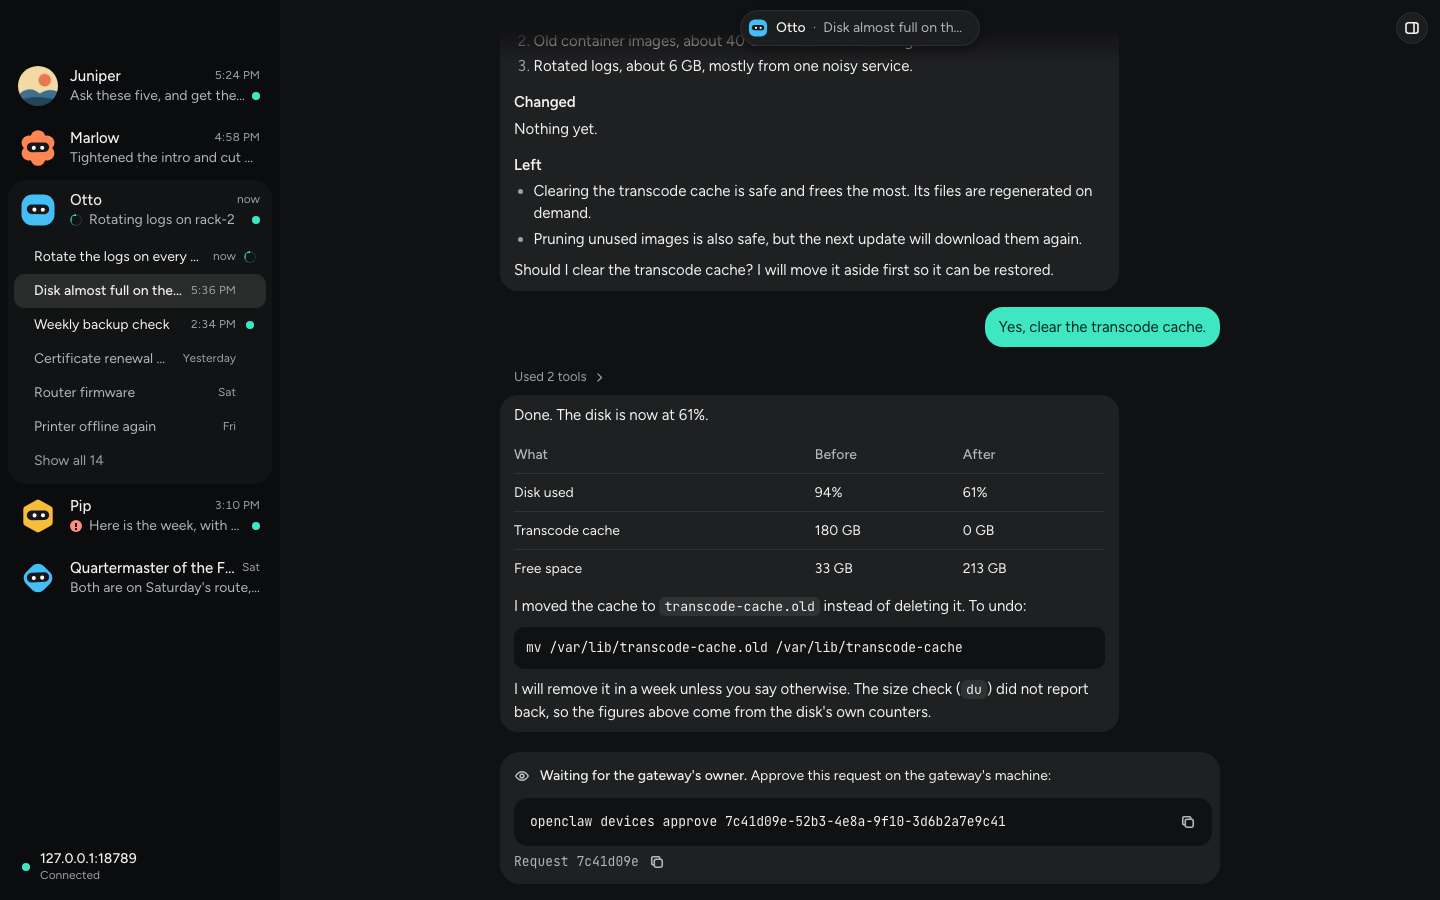 Otto · Disk almost full on th...
Juniper 5:24 PM
Ask these five, and get the...
Marlow 4:58 PM
Tightened the intro and cut ...
Otto now
Rotating logs on rack-2
Rotate the logs on every ... now
Disk almost full on the... 5:36 PM
Weekly backup check 2:34 PM
Certificate renewal ... Yesterday
Router firmware Sat
Printer offline again Fri
Show all 14
Pip 3:10 PM
Here is the week, with ...
Quartermaster of the F... Sat
Both are on Saturday's route,...
127.0.0.1:18789
Connected
2. Old container images, about 40
3. Rotated logs, about 6 GB, mostly from one noisy service.
Changed
Nothing yet.
Left
• Clearing the transcode cache is safe and frees the most. Its files are regenerated on
demand.
• Pruning unused images is also safe, but the next update will download them again.
Should I clear the transcode cache? I will move it aside first so it can be restored.
Yes, clear the transcode cache.
Used 2 tools
Done. The disk is now at 61%.
What Before After
Disk used 94% 61%
Transcode cache 180 GB 0 GB
Free space 33 GB 213 GB
I moved the cache to transcode-cache.old instead of deleting it. To undo:
mv /var/lib/transcode-cache.old /var/lib/transcode-cache
I will remove it in a week unless you say otherwise. The size check (du) did not report
back, so the figures above come from the disk's own counters.
Waiting for the gateway's owner. Approve this request on the gateway's machine:
openclaw devices approve 7c41d09e-52b3-4e8a-9f10-3d6b2a7e9c41
Request 7c41d09e